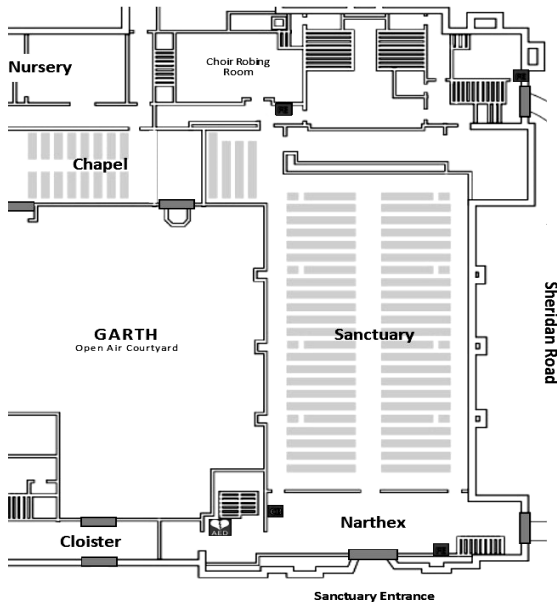 Choir Robing
Room
Nursery
Chapel
GARTH
Open Air Courtyard
Sanctuary
Sheridan Road
Narthex
AED
Cloister
Sanctuary Entrance